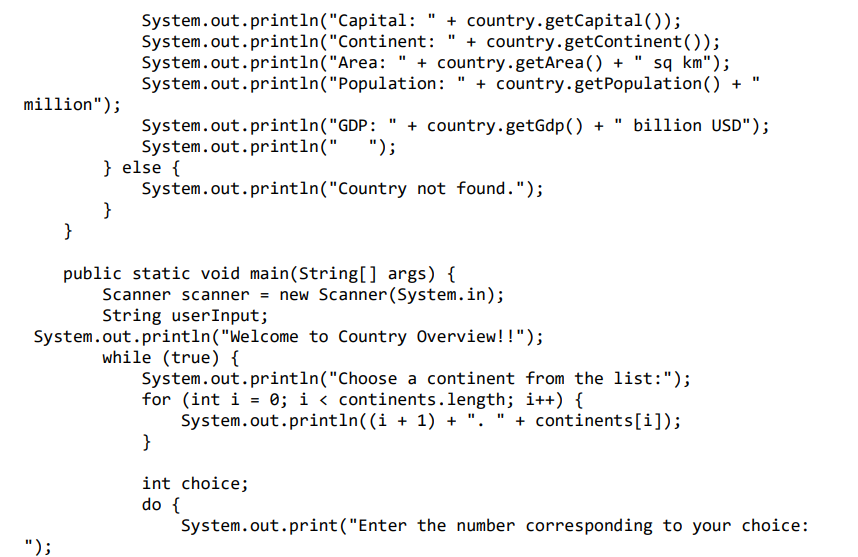 System.out.println("Capital: " + country.getCapital());
            System.out.println("Continent: " + country.getContinent());
            System.out.println("Area: " + country.getArea() + " sq km");
            System.out.println("Population: " + country.getPopulation() + "
million");
            System.out.println("GDP: " + country.getGdp() + " billion USD");
            System.out.println("   ");
        } else {
            System.out.println("Country not found.");
        }
    }

    public static void main(String[] args) {
        Scanner scanner = new Scanner(System.in);
        String userInput;
 System.out.println("Welcome to Country Overview!!");
        while (true) {
            System.out.println("Choose a continent from the list:");
            for (int i = 0; i < continents.length; i++) {
                System.out.println((i + 1) + ". " + continents[i]);
            }

            int choice;
            do {
                System.out.print("Enter the number corresponding to your choice:
");